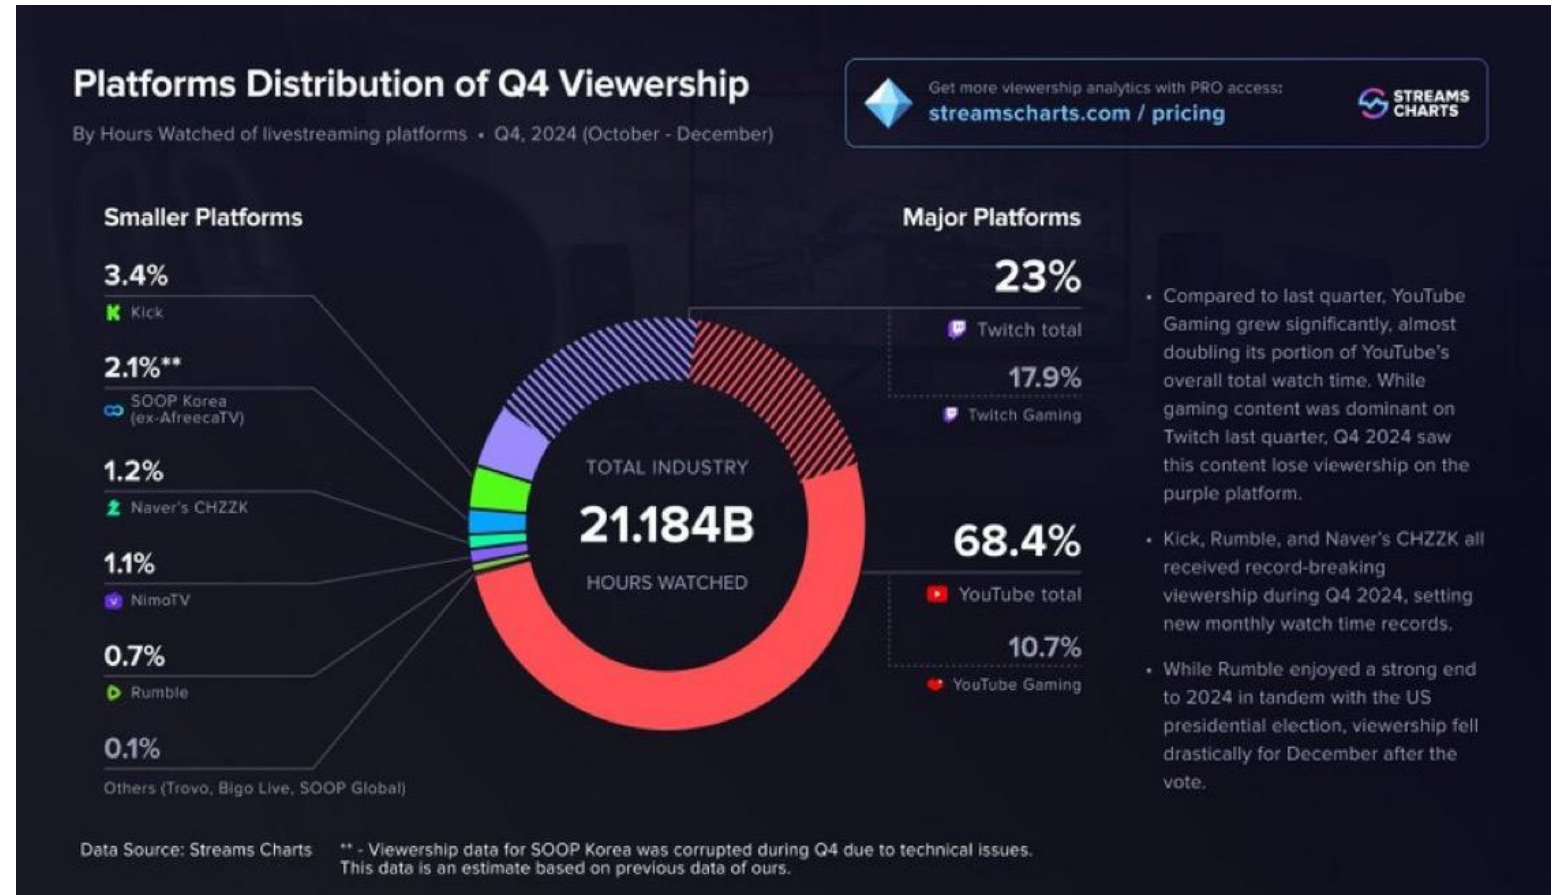 Platforms Distribution of Q4 Viewership
By Hours Watched of livestreaming platforms • Q4, 2024 (October - December)
Get more viewership analytics with PRO access:
streamscharts.com / pricing
STREAMS
CHARTS
Smaller Platforms
3.4%
Kick
2.1%**
SOOP Korea
(ex-AfreecaTV)
1.2%
Naver's CHZZK
1.1%
NimoTV
0.7%
Rumble
0.1%
Others (Trovo, Bigo Live, SOOP Global)
TOTAL INDUSTRY
21.184B
HOURS WATCHED
Major Platforms
23%
Twitch total
17.9%
Twitch Gaming
68.4%
YouTube total
10.7%
YouTube Gaming
• Compared to last quarter, YouTube
Gaming grew significantly, almost
doubling its portion of YouTube's
overall total watch time. While
gaming content was dominant on
Twitch last quarter, Q4 2024 saw
this content lose viewership on the
purple platform.
• Kick, Rumble, and Naver's CHZZK all
received record-breaking
viewership during Q4 2024, setting
new monthly watch time records.
• While Rumble enjoyed a strong end
to 2024 in tandem with the US
presidential election, viewership fell
drastically for December after the
vote.
Data Source: Streams Charts
** - Viewership data for SOOP Korea was corrupted during Q4 due to technical issues.
This data is an estimate based on previous data of ours.